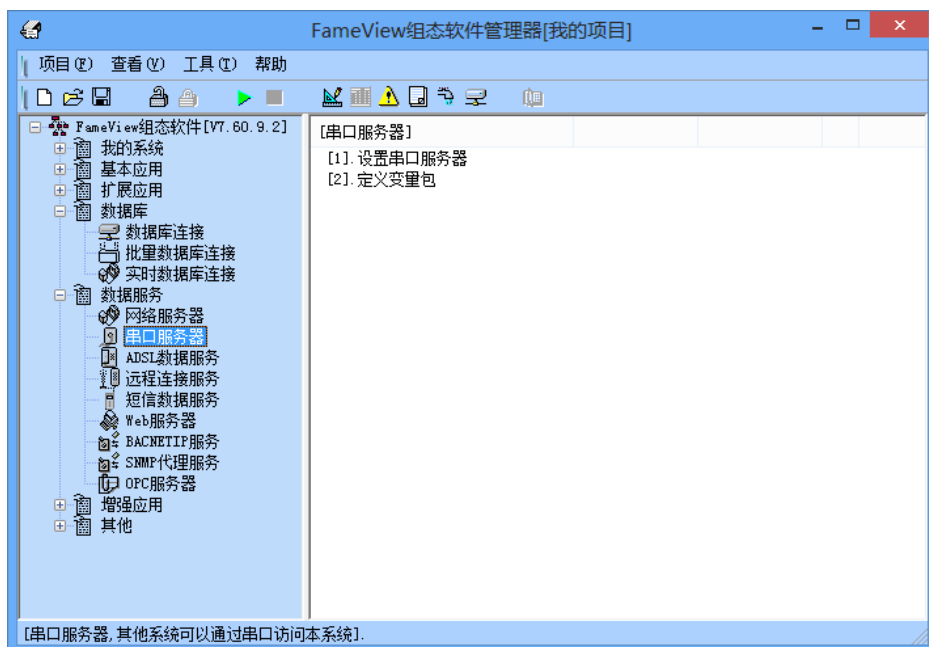 FameView组态软件管理器[我的项目]
项目(F) 查看(V) 工具(T) 帮助
FameView组态软件[V7.60.9.2]
我的系统
基本应用
扩展应用
数据库
数据库连接
批里数据库连接
实时数据库连接
数据服务
网络服务器
串口服务器
ADSL数据服务
远程连接服务
短信数据服务
Web服务器
BACNETIP服务
SNMP代理服务
OPC服务器
增强应用
其他
[串口服务器]
[1].设置串口服务器
[2].定义变里包
[串口服务器,其他系统可以通过串口访问本系统].